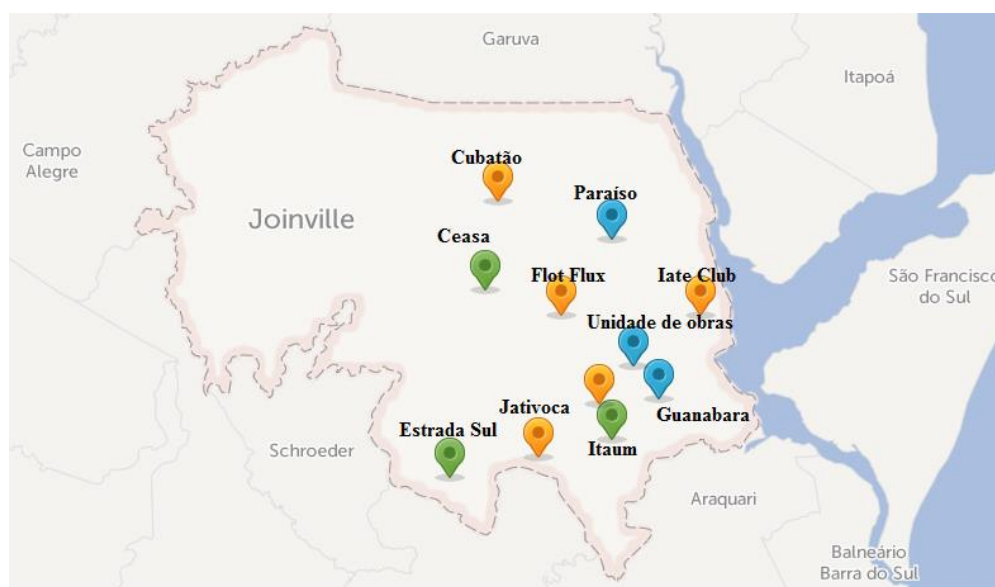 Garuva
Itapoá
Campo
Alegre
Cubatão
Paraíso
Joinville
Ceasa
Flot Flux
Iate Club
São Francisco
do Sul
Unidade de obras
Jativoca
Guanabara
Estrada Sul
Itaum
Schroeder
Araquari
Balneário
Barra do Sul